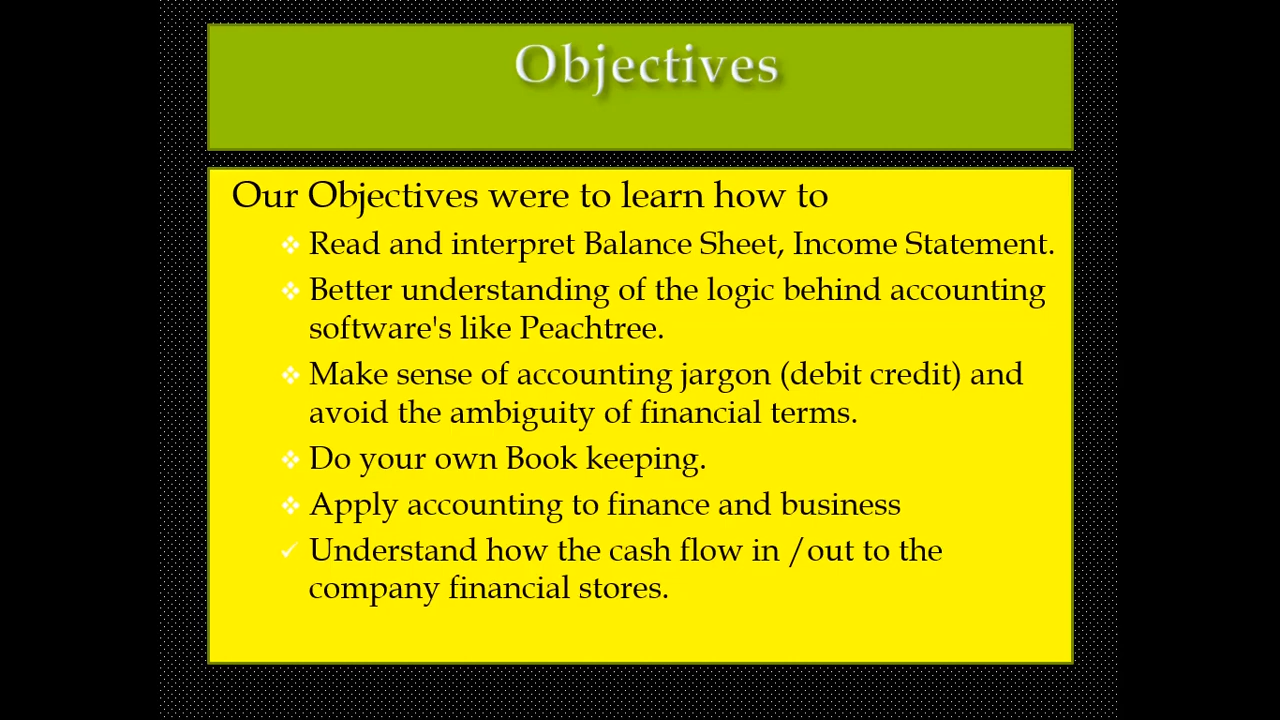 Objectives
Our Objectives were to learn how to
Read and interpret Balance Sheet, Income Statement.
Better understanding of the logic behind accounting
software's like Peachtree.
Make sense of accounting jargon (debit credit) and
avoid the ambiguity of financial terms.
Do your own Book keeping.
Apply accounting to finance and business
Understand how the cash flow in /out to the
company financial stores.